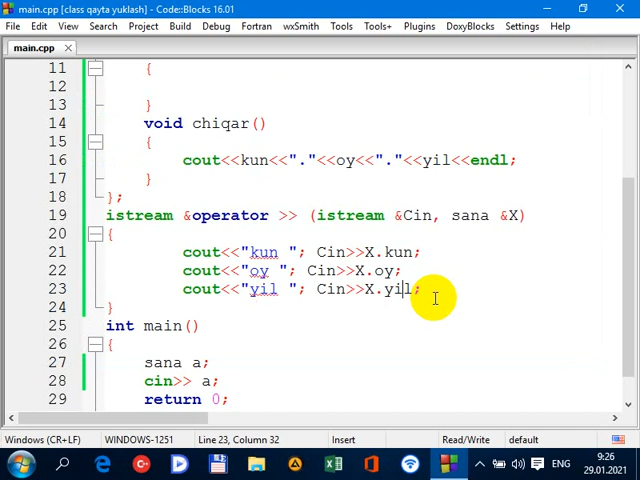 main.cpp [class qayta yuklash] - Code::Blocks 16.01
File Edit View Search Project Build Debug Fortran wxSmith Tools Tools+ Plugins DoxyBlocks Settings Help
main.cpp
11 {
12
13 }
14 void chiqar()
15 {
16 cout<<kun<<"."<<oy<<"."<<yil<<endl;
17 }
18 };
19 istream &operator >> (istream &Cin, sana &X)
20 {
21 cout<<"kun "; Cin>>X.kun;
22 cout<<"oy "; Cin>>X.oy;
23 cout<<"yil "; Cin>>X.yil;
24 }
25 int main()
26 {
27 sana a;
28 cin>> a;
29 return 0;
Windows (CR+LF) WINDOWS-1251 Line 23, Column 32 Insert Read/Write default
ENG 9:26
29.01.2021